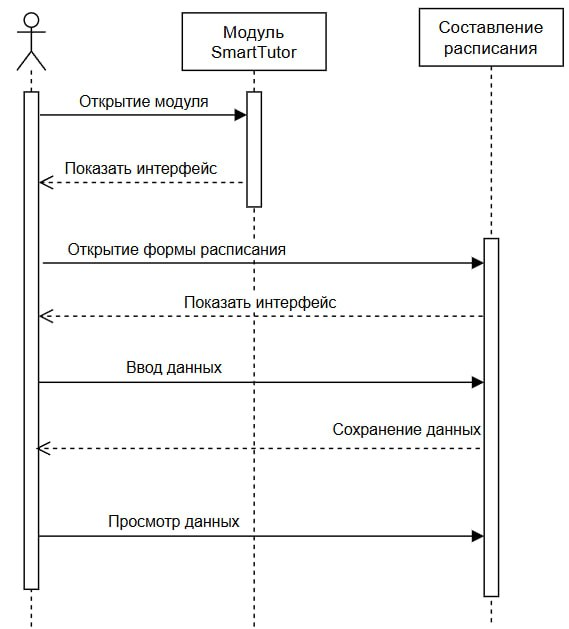 Модуль
SmartTutor
Составление
расписания
Открытие модуля
Показать интерфейс
Открытие формы расписания
Показать интерфейс
Ввод данных
Сохранение данных
Просмотр данных